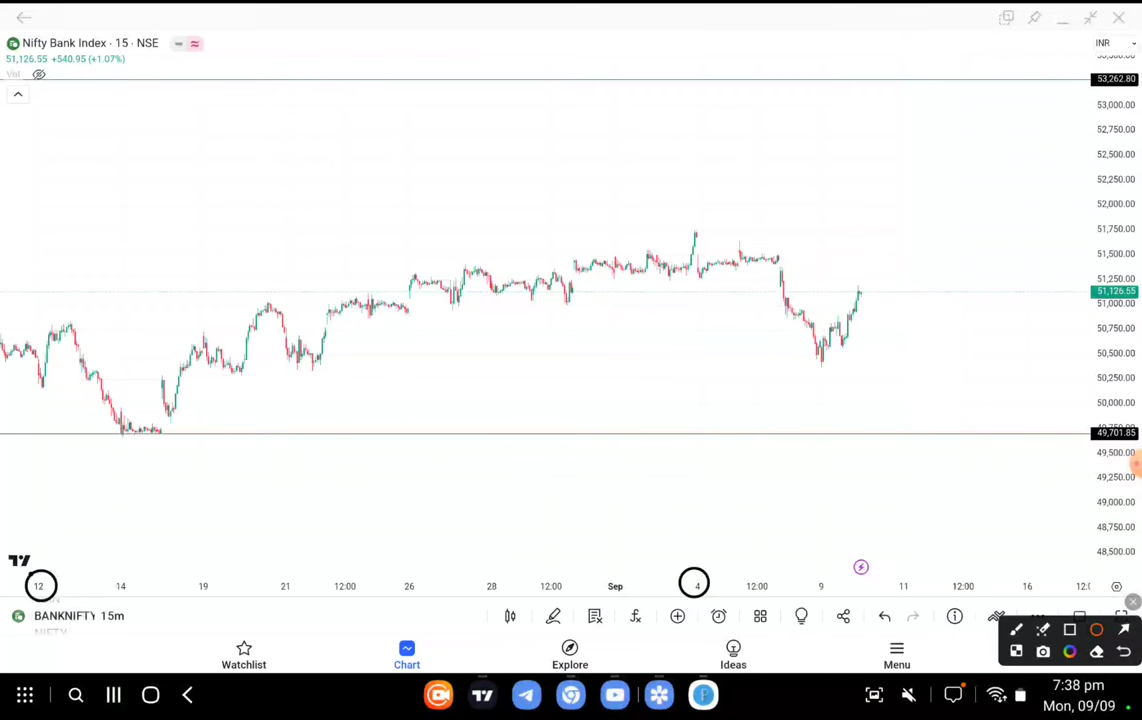 Nifty Bank Index · 15 · NSE
INR
51,126.55 +540.95 (+1.07%)
Vol
53,262.80
53,000.00
52,750.00
52,500.00
52,250.00
52,000.00
51,750.00
51,500.00
51,250.00
51,126.55
51,000.00
50,750.00
50,500.00
50,250.00
50,000.00
49,701.85
49,500.00
49,250.00
49,000.00
48,750.00
48,500.00
12 14 19 21 12:00 26 28 12:00 Sep 4 12:00 9 11 12:00 16
BANKNIFTY 15m
NIFTY
Watchlist Chart Explore Ideas Menu
7:38 pm
Mon, 09/09